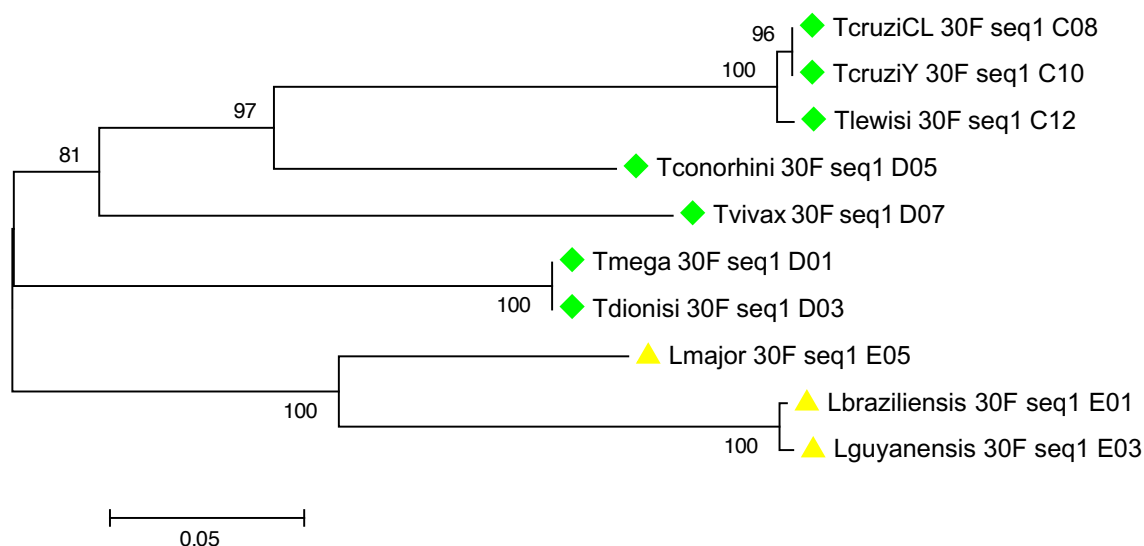 96
TcruziCL 30F seq1 C08
100
TcruziY 30F seq1 C10
97
Tlewisi 30F seq1 C12
81
Tconorhini 30F seq1 D05
Tvivax 30F seq1 D07
Tmega 30F seq1 D01
100
Tdionisi 30F seq1 D03
Lmajor 30F seq1 E05
100
Lbraziliensis 30F seq1 E01
100
Lguyanensis 30F seq1 E03
0.05